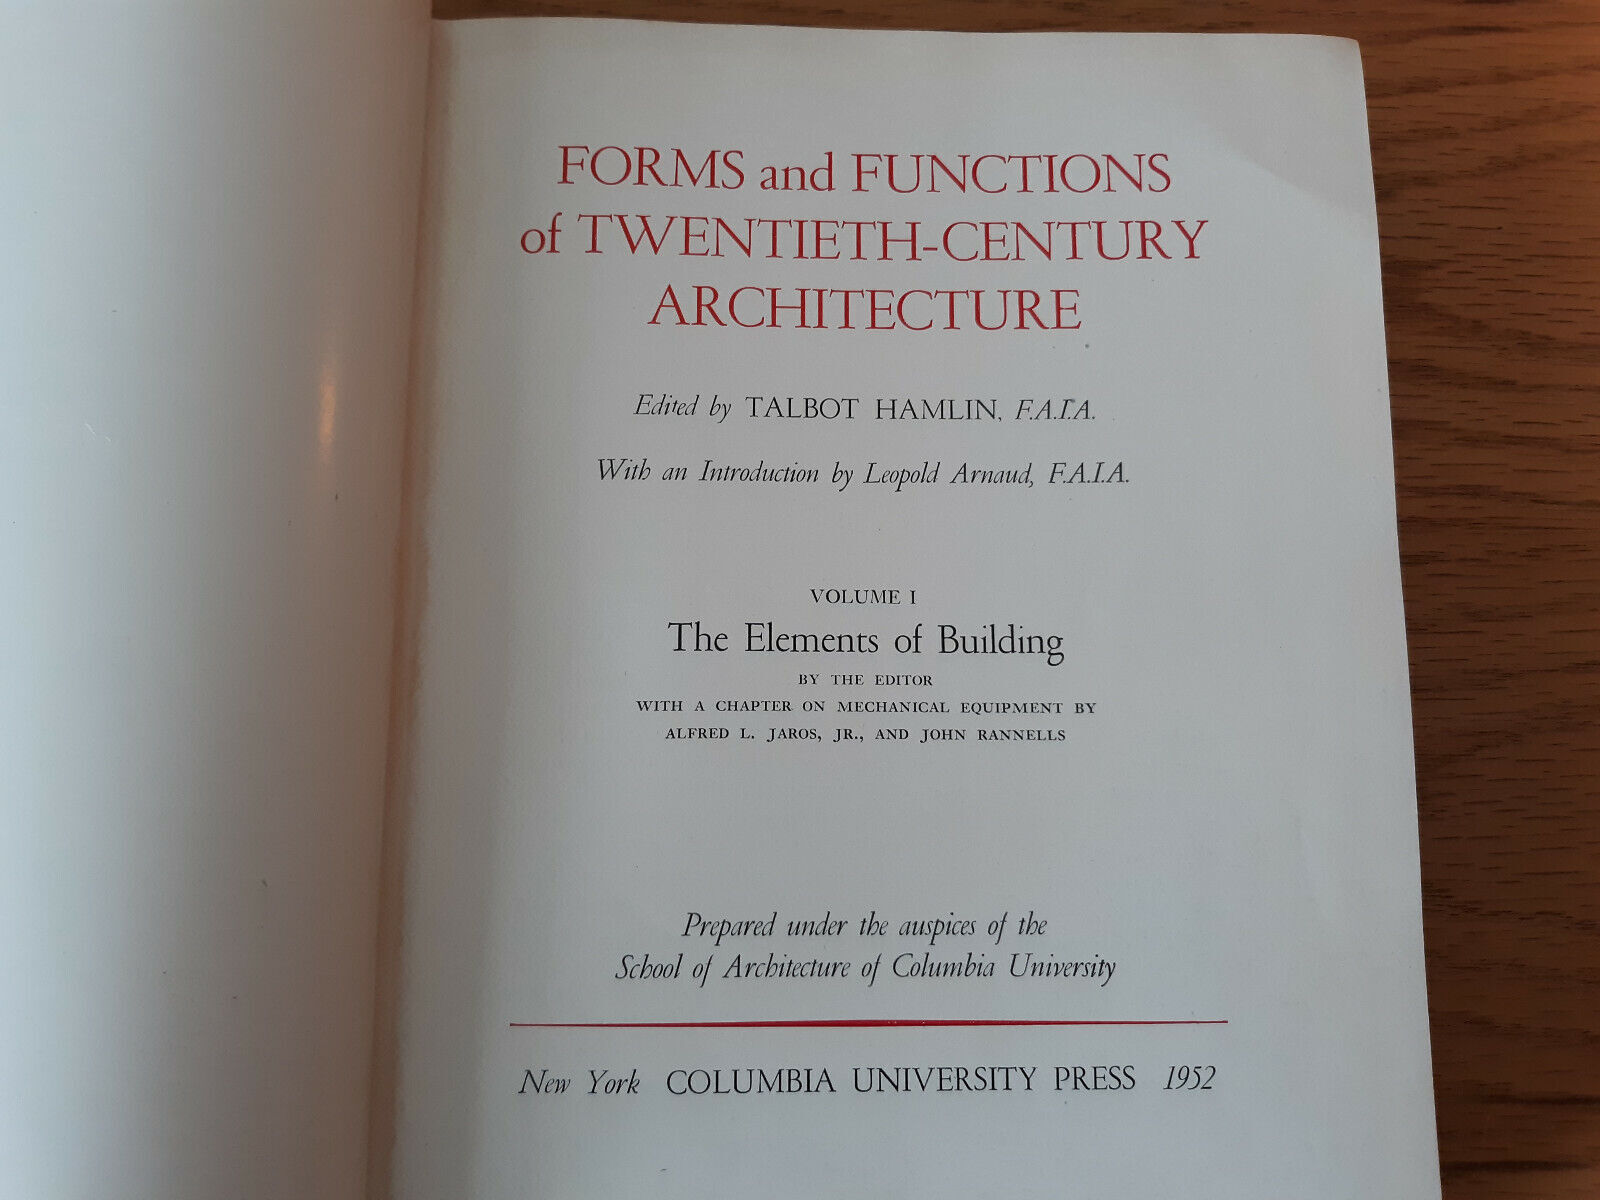 FORMS and FUNCTIONS
of TWENTIETH-CENTURY
ARCHITECTURE
Edited by TALBOT HAMLIN, F.A.I.A.
With an Introduction by Leopold Arnaud, F.A.I.A.
VOLUME I
The Elements of Building
BY THE EDITOR
WITH A CHAPTER ON MECHANICAL EQUIPMENT BY
ALFRED L. JAROS, JR., AND JOHN RANNELLS
Prepared under the auspices of the
School of Architecture of Columbia University
New York COLUMBIA UNIVERSITY PRESS 1952